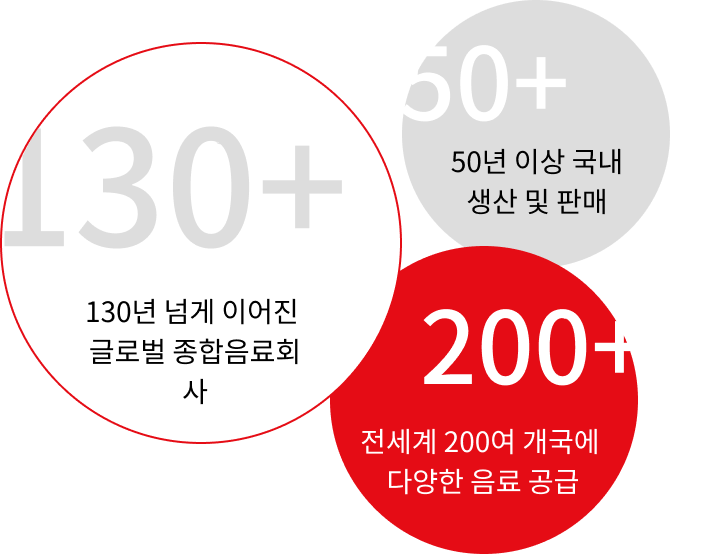 130+
130년 넘게 이어진
글로벌 종합음료회
사
50+
50년 이상 국내
생산 및 판매
200+
전세계 200여 개국에
다양한 음료 공급